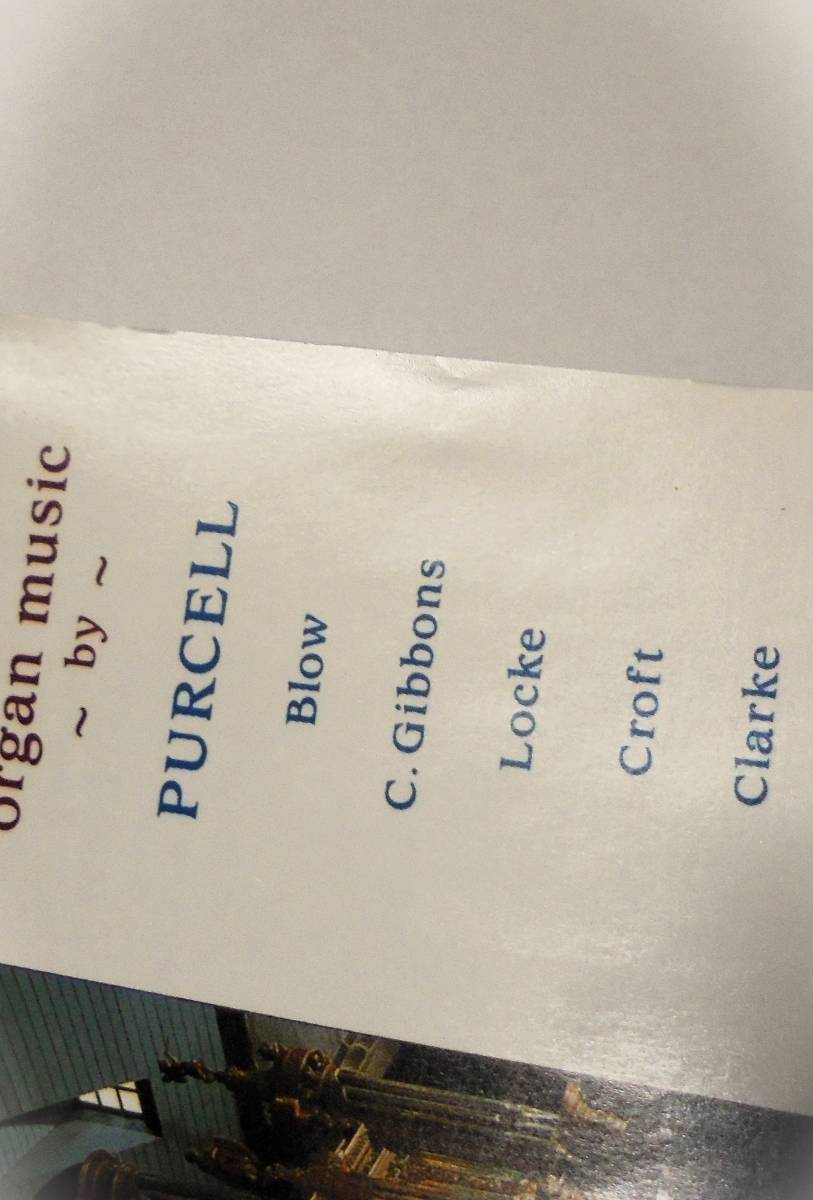 organ music
~ by ~
PURCELL
Blow
C. Gibbons
Locke
Croft
Clarke